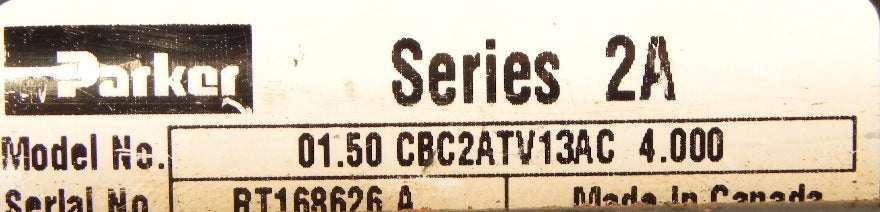 Parker Series 2A
Model No. 01.50 CBC2ATV13AC 4.000
Serial No. RT168626 A Made In Canada